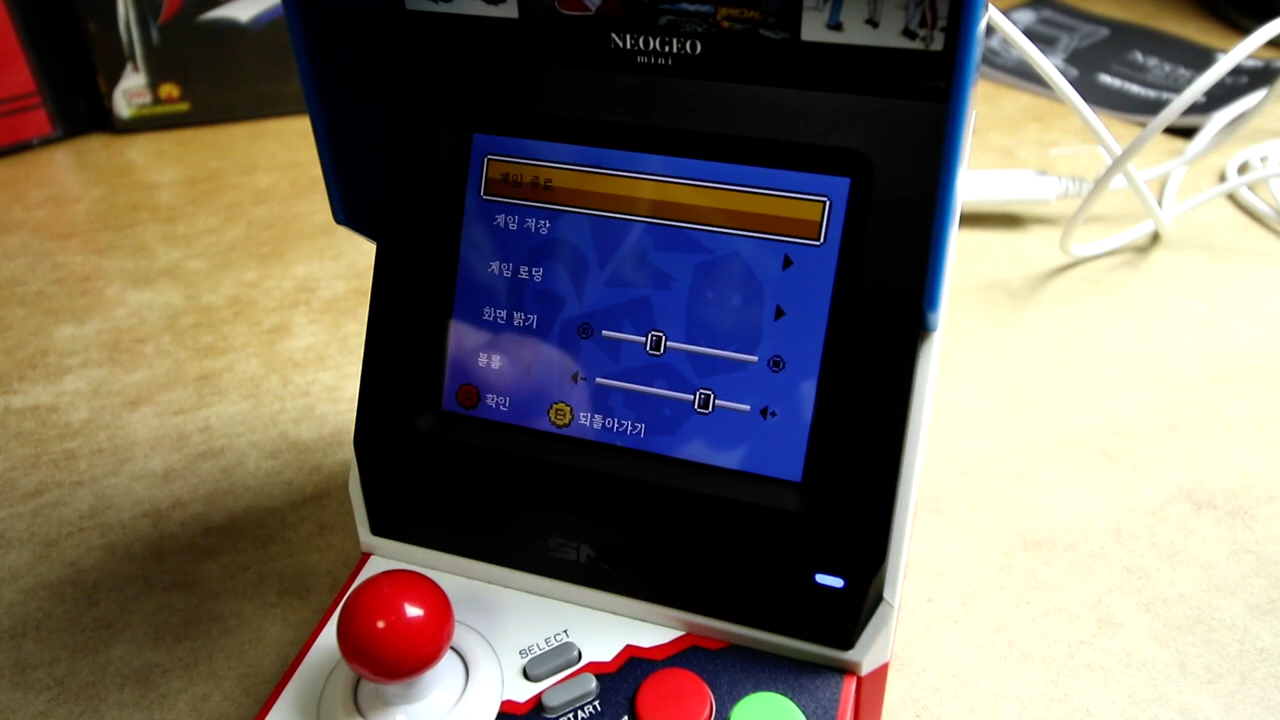 NEOGEO
mini
게임 종료
게임 저장
게임 로딩
화면 밝기
볼륨
확인
B 되돌아가기
SELECT
START